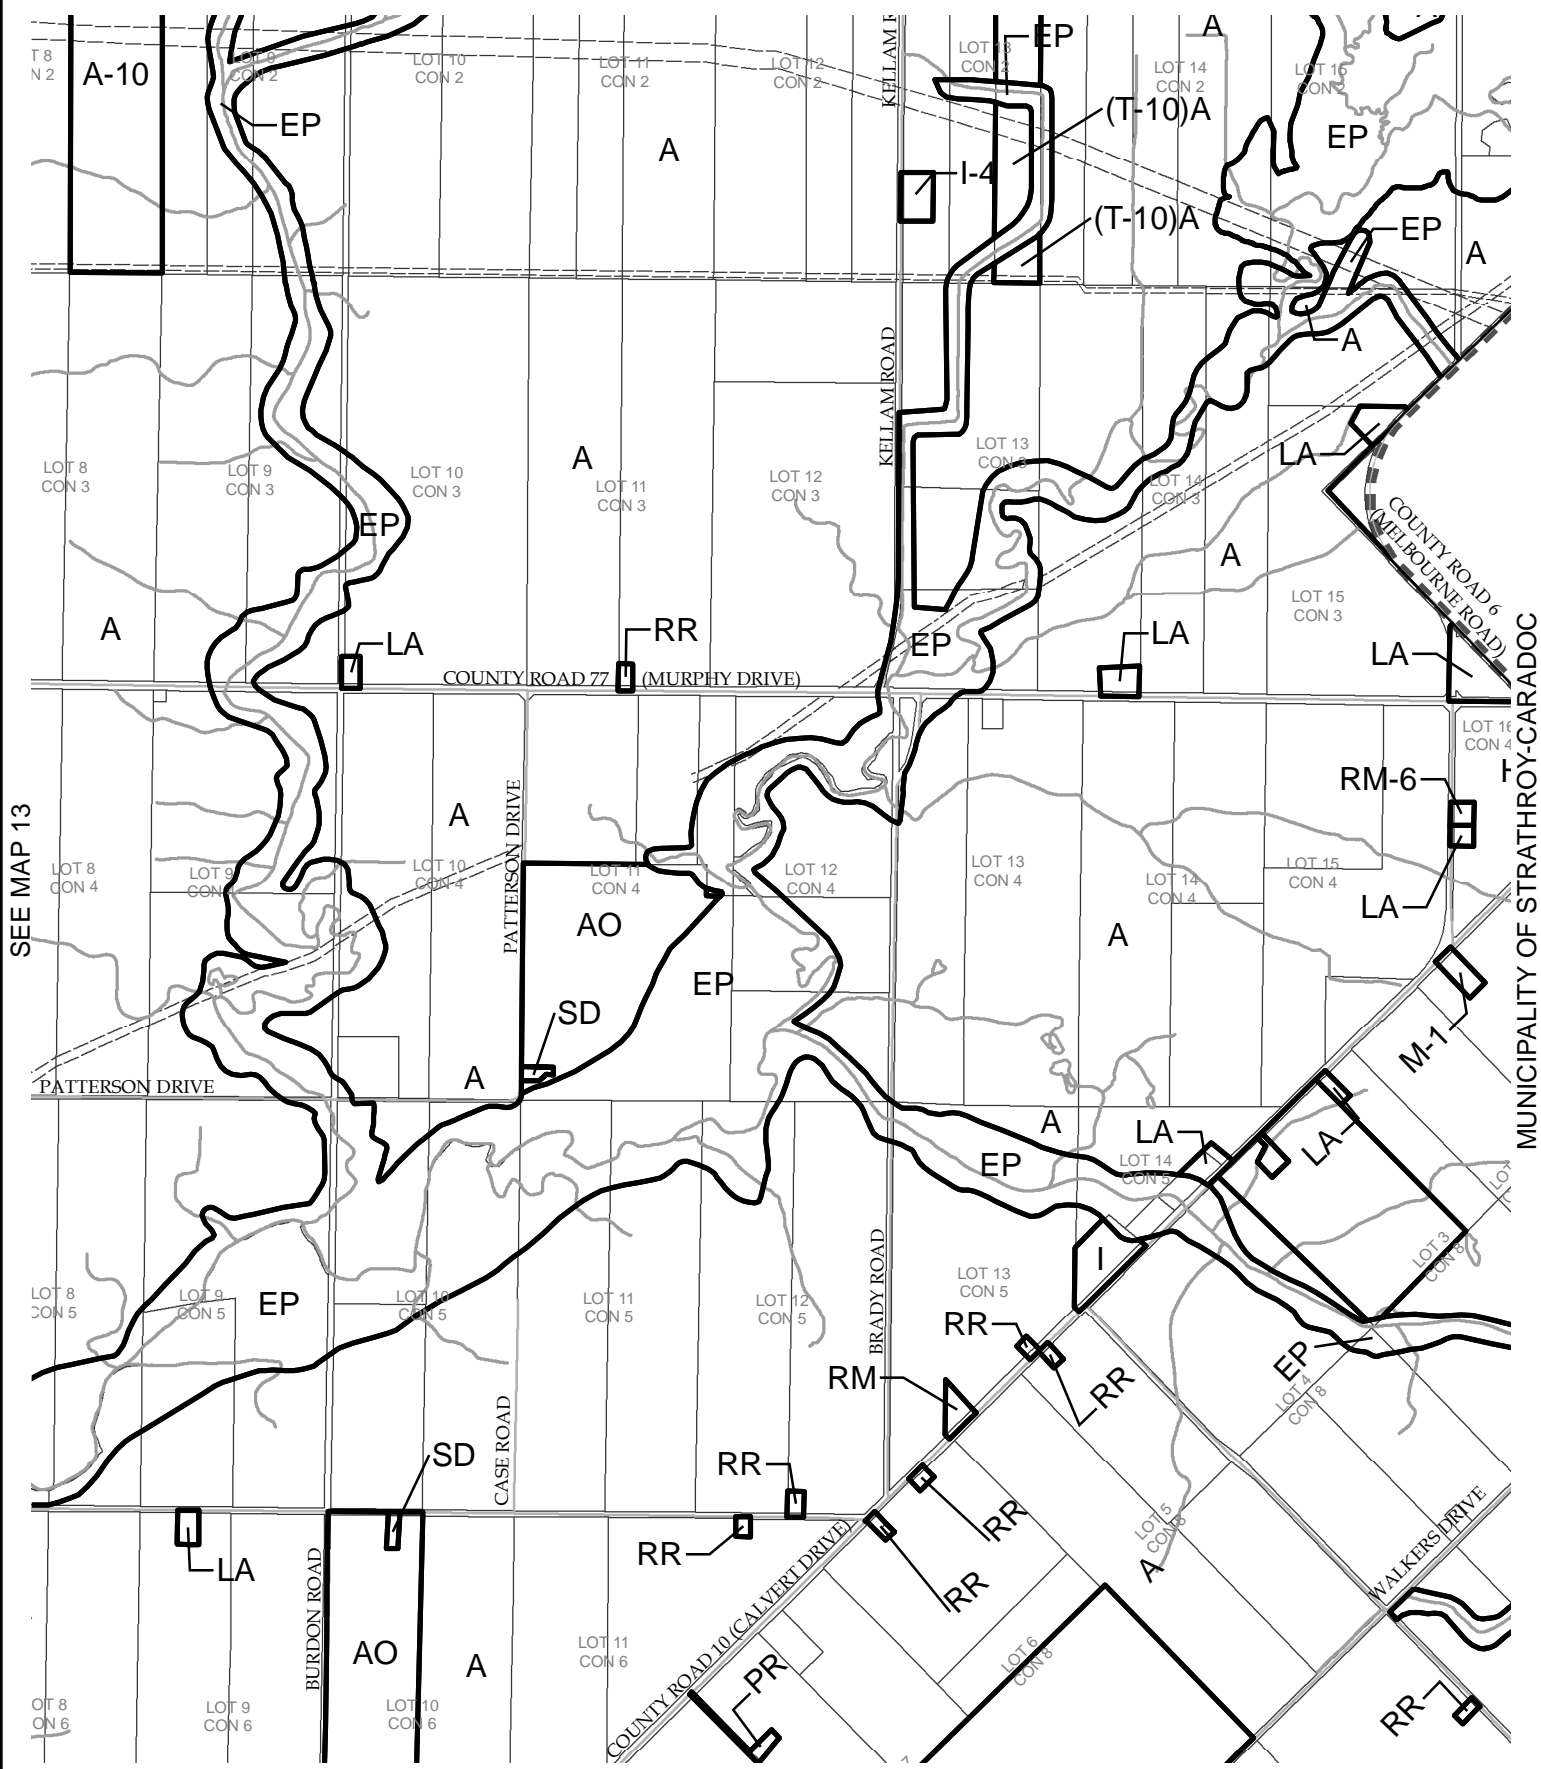 A
EP
KELLAM R
LOT 13
CON 2
A-10
T 8
N 2
LOT 9
CON 2
LOT 10
CON 2
LOT 11
CON 2
LOT 12
CON 2
LOT 14
CON 2
LOT 15
CON 2
(T-10)A
EP
EP
A
I-4
(T-10)A
EP
A
A
KELLAM ROAD
LA
LOT 8
CON 3
LOT 9
CON 3
LOT 10
CON 3
A
LOT 11
CON 3
LOT 12
CON 3
LOT 13
CON 3
LOT 14
CON 3
COUNTY ROAD 6
(MELBOURNE ROAD)
EP
A
LOT 15
CON 3
A
LA
RR
EP
LA
LA
COUNTY ROAD 77 (MURPHY DRIVE)
MUNICIPALITY OF STRATHROY-CARADOC
LOT 16
CON 4
RM-6
A
PATTERSON DRIVE
SEE MAP 13
LOT 8
CON 4
LOT 9
CON
LOT 10
CON 4
LOT 11
CON 4
LOT 12
CON 4
LOT 13
CON 4
LOT 14
CON 4
LOT 15
CON 4
LA
AO
A
EP
SD
M-1
A
PATTERSON DRIVE
A
LA
LA
EP
LOT 14
CON 5
LOT 3
CON 8
BRADY ROAD
I
LOT 8
CON 5
LOT 9
CON 5
EP
LOT 10
CON 5
LOT 11
CON 5
LOT 12
CON 5
LOT 13
CON 5
RR
EP
RM
RR
LOT 4
CON 8
CASE ROAD
SD
RR
RR
LOT 5
CON 8
WALKERS DRIVE
RR
LA
RR
A
BURDON ROAD
COUNTY ROAD 10 (CALVERT DRIVE)
AO
A
LOT 11
CON 6
LOT 6
CON 8
PR
RR
OT 8
ON 6
LOT 9
CON 6
LOT 10
CON 6